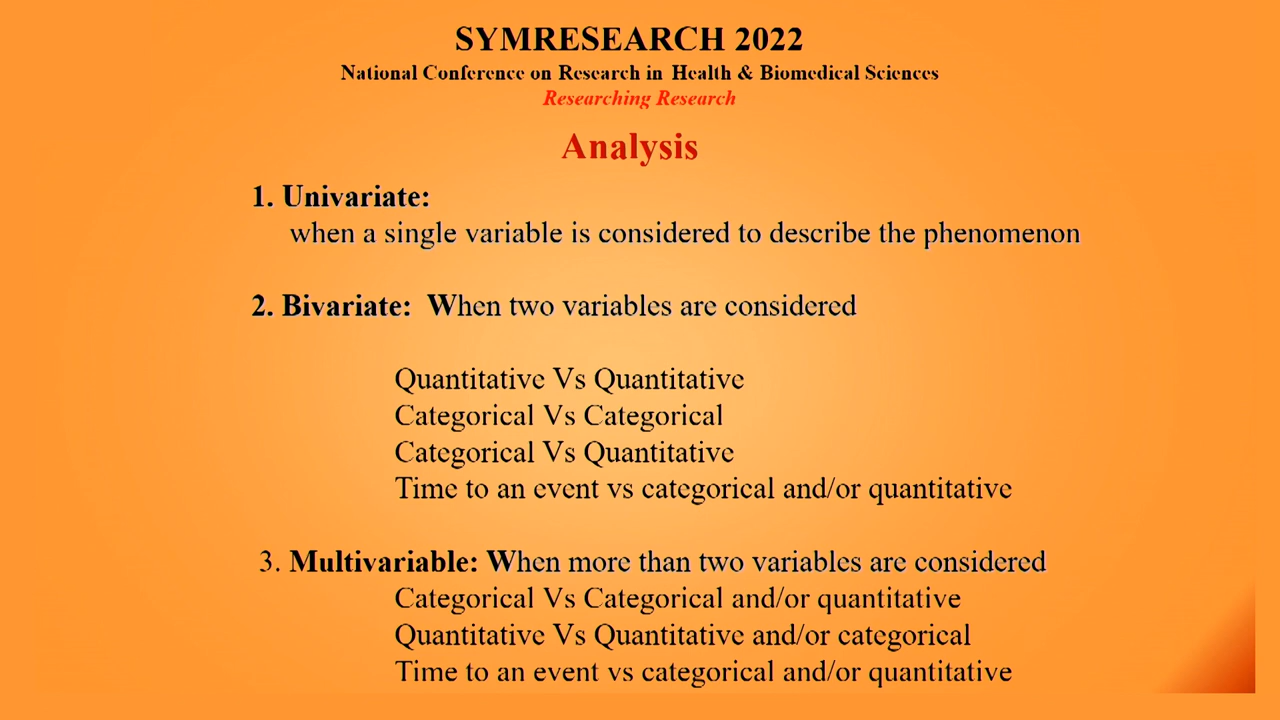 SYMRESEARCH 2022
National Conference on Research in Health & Biomedical Sciences
Researching Research
Analysis
1. Univariate:
when a single variable is considered to describe the phenomenon
2. Bivariate: When two variables are considered
Quantitative Vs Quantitative
Categorical Vs Categorical
Categorical Vs Quantitative
Time to an event vs categorical and/or quantitative
3. Multivariable: When more than two variables are considered
Categorical Vs Categorical and/or quantitative
Quantitative Vs Quantitative and/or categorical
Time to an event vs categorical and/or quantitative